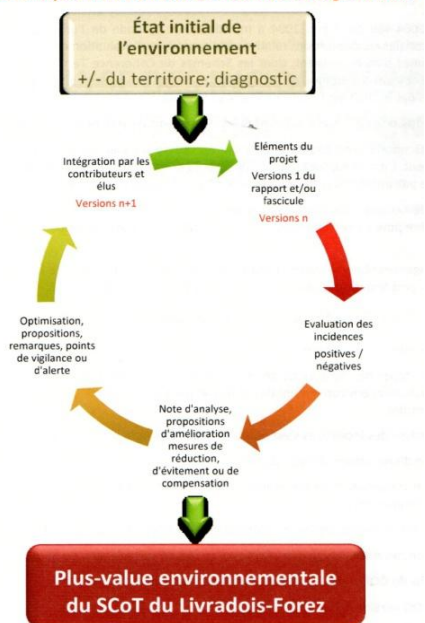 État initial de
l'environnement
+/- du territoire; diagnostic
Intégration par les
contributeurs et
élus
Versions n+1
Eléments du
projet
Versions 1 du
rapport et/ou
fascicule
Versions n
Evaluation des
incidences
positives /
négatives
Note d'analyse,
propositions
d'amélioration
mesures de
réduction,
d'évitement ou de
compensation
Optimisation,
propositions,
remarques, points
de vigilance ou
d'alerte
Plus-value environnementale
du SCoT du Livradois-Forez